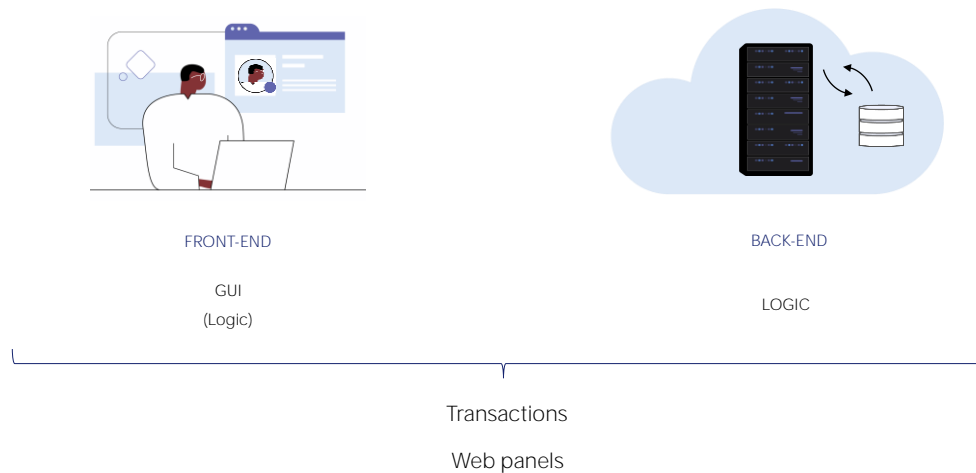 FRONT-END
BACK-END
GUI
(Logic)
LOGIC
Transactions
Web panels